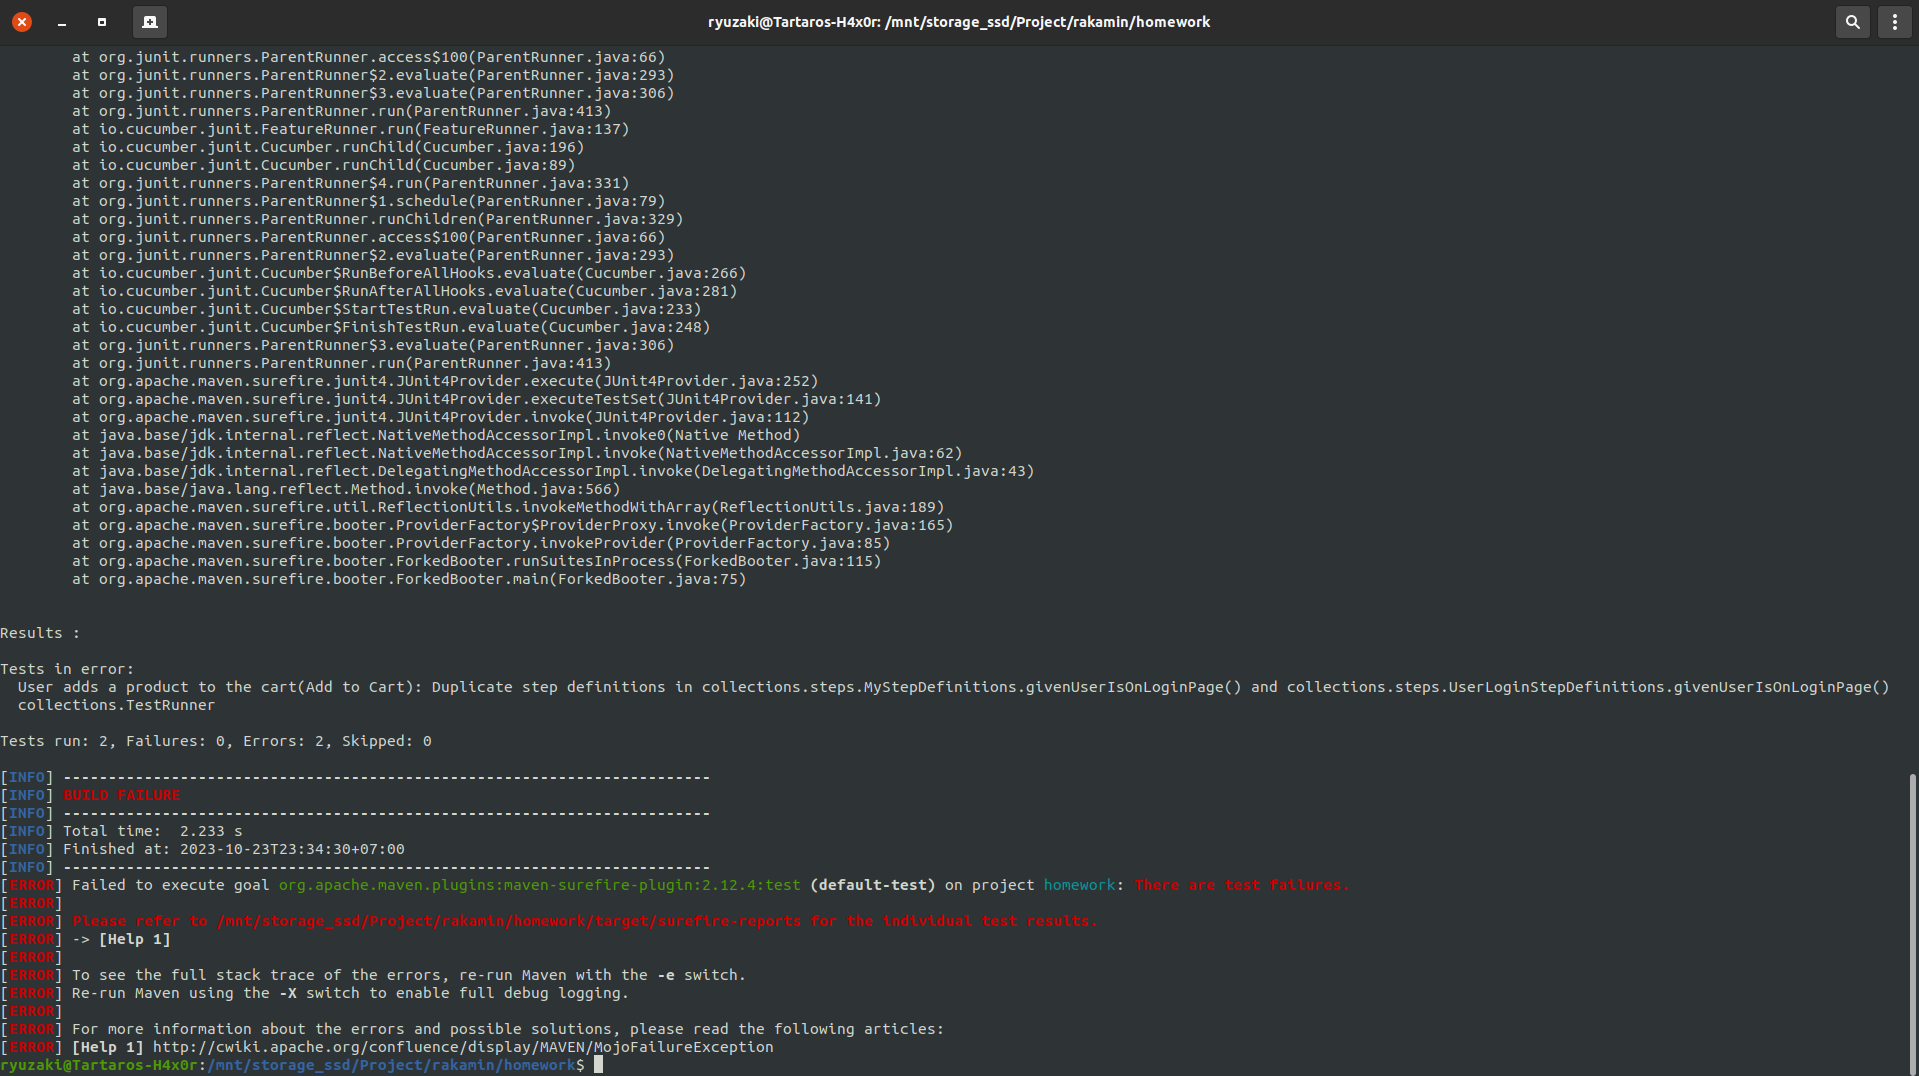 ryuzaki@Tartaros-H4x0r: /mnt/storage_ssd/Project/rakamin/homework
at org.junit.runners.ParentRunner.access$100(ParentRunner.java:66)
at org.junit.runners.ParentRunner$2.evaluate(ParentRunner.java:293)
at org.junit.runners.ParentRunner$3.evaluate(ParentRunner.java:306)
at org.junit.runners.ParentRunner.run(ParentRunner.java:413)
at io.cucumber.junit.FeatureRunner.run(FeatureRunner.java:137)
at io.cucumber.junit.Cucumber.runChild(Cucumber.java:196)
at io.cucumber.junit.Cucumber.runChild(Cucumber.java:89)
at org.junit.runners.ParentRunner$4.run(ParentRunner.java:331)
at org.junit.runners.ParentRunner$1.schedule(ParentRunner.java:79)
at org.junit.runners.ParentRunner.runChildren(ParentRunner.java:329)
at org.junit.runners.ParentRunner.access$100(ParentRunner.java:66)
at org.junit.runners.ParentRunner$2.evaluate(ParentRunner.java:293)
at io.cucumber.junit.Cucumber$RunBeforeAllHooks.evaluate(Cucumber.java:266)
at io.cucumber.junit.Cucumber$RunAfterAllHooks.evaluate(Cucumber.java:281)
at io.cucumber.junit.Cucumber$StartTestRun.evaluate(Cucumber.java:233)
at io.cucumber.junit.Cucumber$FinishTestRun.evaluate(Cucumber.java:248)
at org.junit.runners.ParentRunner$3.evaluate(ParentRunner.java:306)
at org.junit.runners.ParentRunner.run(ParentRunner.java:413)
at org.apache.maven.surefire.junit4.JUnit4Provider.execute(JUnit4Provider.java:252)
at org.apache.maven.surefire.junit4.JUnit4Provider.executeTestSet(JUnit4Provider.java:141)
at org.apache.maven.surefire.junit4.JUnit4Provider.invoke(JUnit4Provider.java:112)
at java.base/jdk.internal.reflect.NativeMethodAccessorImpl.invoke0(Native Method)
at java.base/jdk.internal.reflect.NativeMethodAccessorImpl.invoke(NativeMethodAccessorImpl.java:62)
at java.base/jdk.internal.reflect.DelegatingMethodAccessorImpl.invoke(DelegatingMethodAccessorImpl.java:43)
at java.base/java.lang.reflect.Method.invoke(Method.java:566)
at org.apache.maven.surefire.util.ReflectionUtils.invokeMethodWithArray(ReflectionUtils.java:189)
at org.apache.maven.surefire.booter.ProviderFactory$ProviderProxy.invoke(ProviderFactory.java:165)
at org.apache.maven.surefire.booter.ProviderFactory.invokeProvider(ProviderFactory.java:85)
at org.apache.maven.surefire.booter.ForkedBooter.runSuitesInProcess(ForkedBooter.java:115)
at org.apache.maven.surefire.booter.ForkedBooter.main(ForkedBooter.java:75)
Results :
Tests in error:
User adds a product to the cart(Add to Cart): Duplicate step definitions in collections.steps.MyStepDefinitions.givenUserIsOnLoginPage() and collections.steps.UserLoginStepDefinitions.givenUserIsOnLoginPage()
collections.TestRunner
Tests run: 2, Failures: 0, Errors: 2, Skipped: 0
[INFO] ------------------------------------------------------------------------
[INFO] BUILD FAILURE
[INFO] ------------------------------------------------------------------------
[INFO] Total time:  2.233 s
[INFO] Finished at: 2023-10-23T23:34:30+07:00
[INFO] ------------------------------------------------------------------------
[ERROR] Failed to execute goal org.apache.maven.plugins:maven-surefire-plugin:2.12.4:test (default-test) on project homework: There are test failures.
[ERROR]
[ERROR] Please refer to /mnt/storage_ssd/Project/rakamin/homework/target/surefire-reports for the individual test results.
[ERROR] -> [Help 1]
[ERROR]
[ERROR] To see the full stack trace of the errors, re-run Maven with the -e switch.
[ERROR] Re-run Maven using the -X switch to enable full debug logging.
[ERROR]
[ERROR] For more information about the errors and possible solutions, please read the following articles:
[ERROR] [Help 1] http://cwiki.apache.org/confluence/display/MAVEN/MojoFailureException
ryuzaki@Tartaros-H4x0r:/mnt/storage_ssd/Project/rakamin/homework$